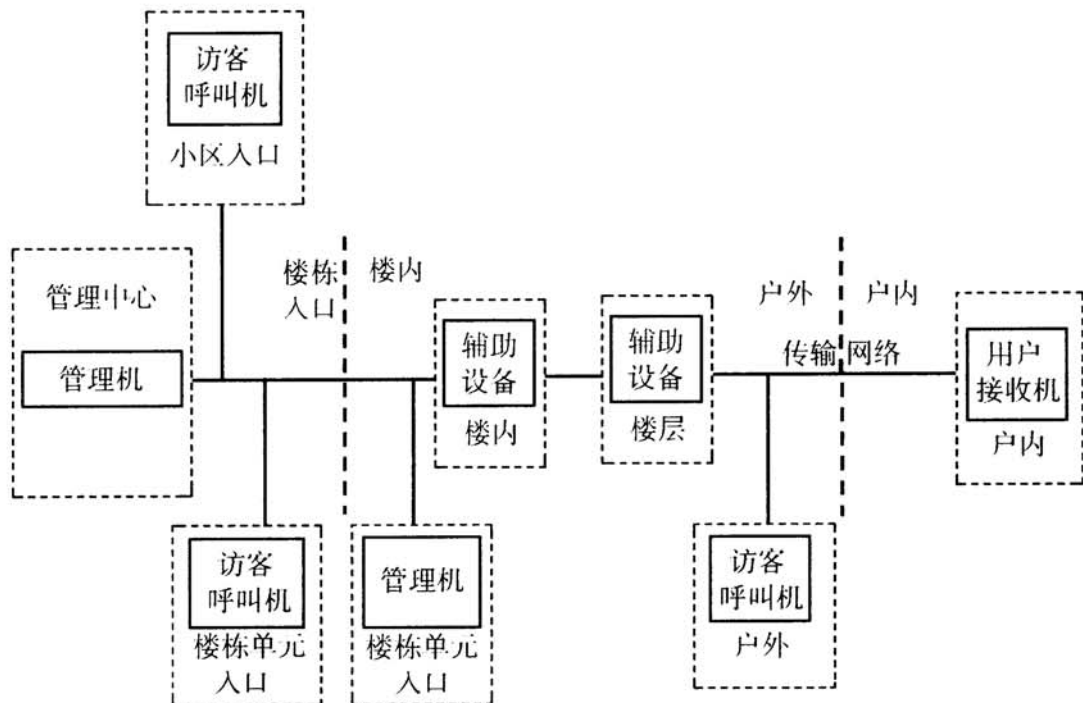 访客
呼叫机
小区入口
管理中心
管理机
楼栋
入口
楼内
户外
户内
传输
网络
辅助
设备
楼内
辅助
设备
楼层
用户
接收机
户内
访客
呼叫机
楼栋单元
入口
管理机
楼栋单元
入口
访客
呼叫机
户外